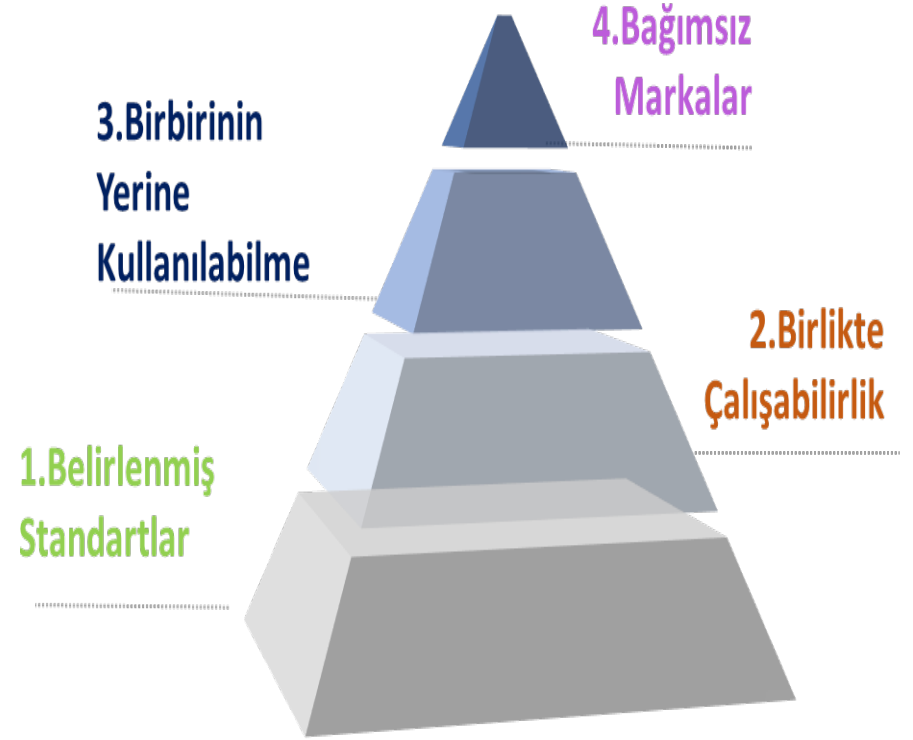 4.Bağımsız
Markalar
3.Birbirinin
Yerine
Kullanılabilme
2.Birlikte
Çalışabilirlik
1.Belirlenmiş
Standartlar